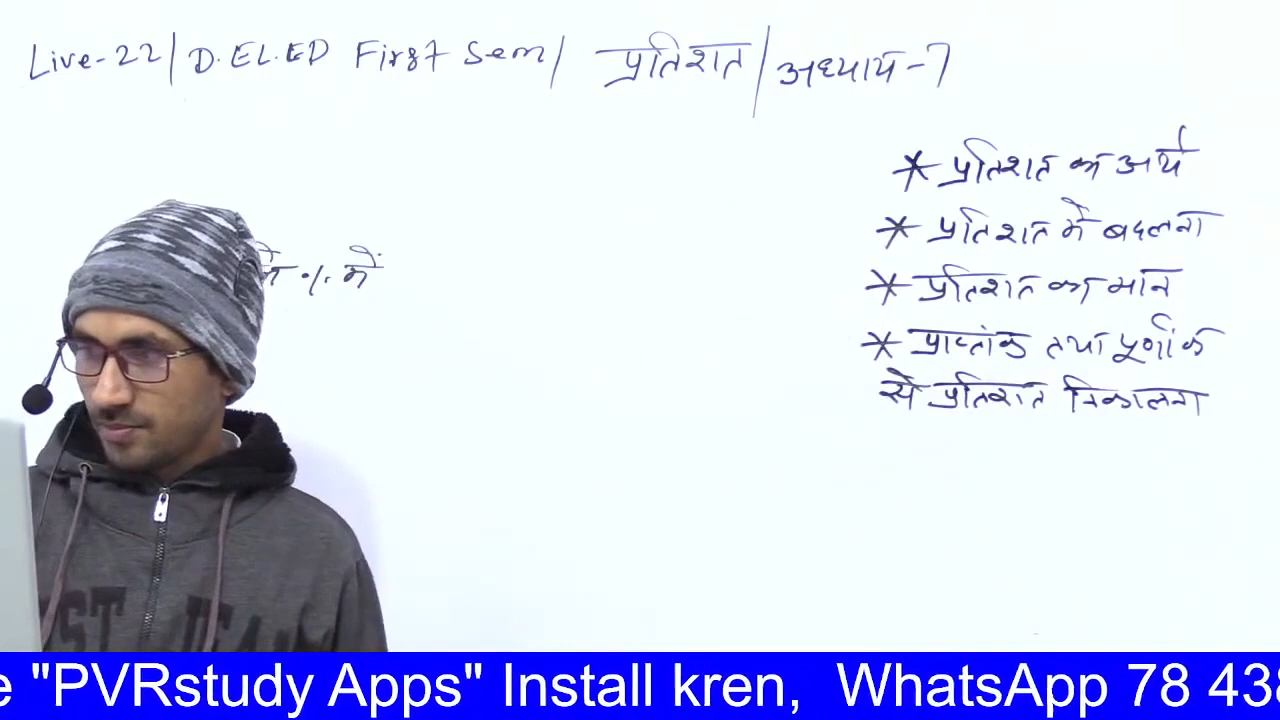 Live-22 | D.EL.ED First Sem / प्रतिशत / अध्याय-7
* प्रतिशत का अर्थ
* प्रतिशत में बदलना
% में
* प्रतिशत का मान
* प्राप्तांक तथा पूर्णांक
से प्रतिशत निकालना
"PVRstudy Apps" Install kren, WhatsApp 78 439